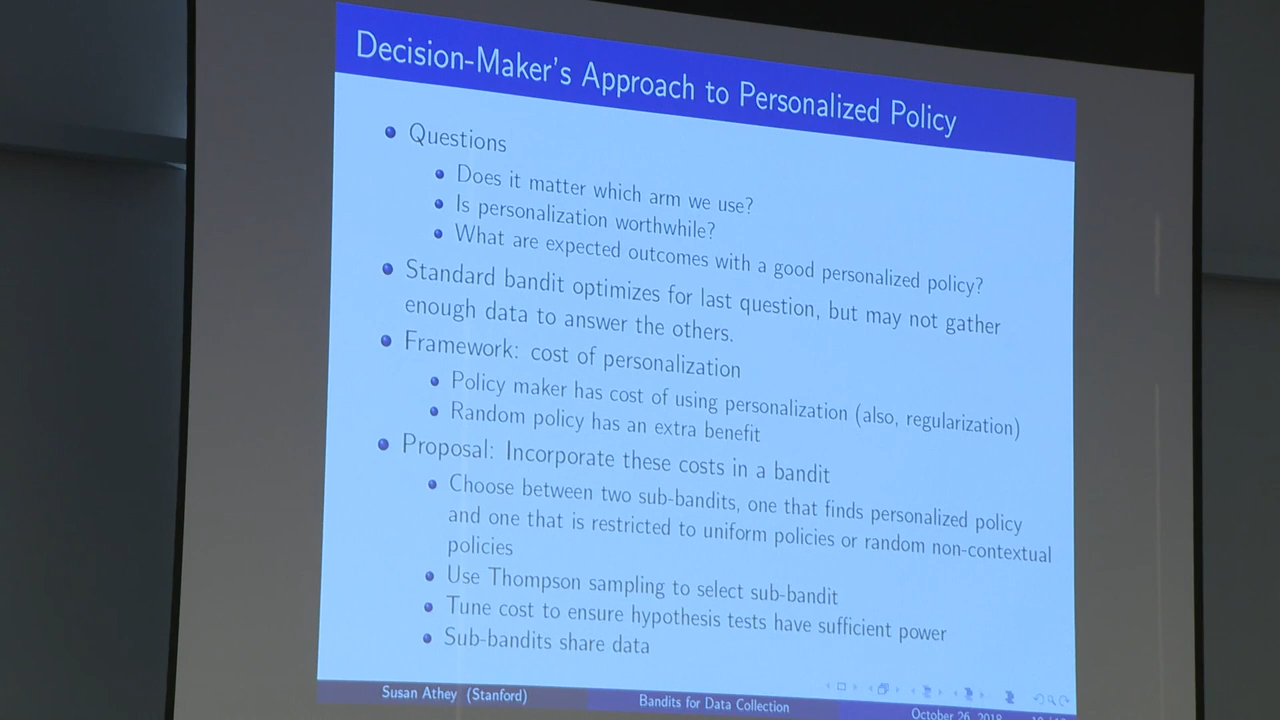 Decision-Maker's Approach to Personalized Policy
Questions
Does it matter which arm we use?
Is personalization worthwhile?
What are expected outcomes with a good personalized policy?
Standard bandit optimizes for last question, but may not gather
enough data to answer the others.
Framework: cost of personalization
Policy maker has cost of using personalization (also, regularization)
Random policy has an extra benefit
Proposal: Incorporate these costs in a bandit
Choose between two sub-bandits, one that finds personalized policy
and one that is restricted to uniform policies or random non-contextual
policies
Use Thompson sampling to select sub-bandit
Tune cost to ensure hypothesis tests have sufficient power
Sub-bandits share data
Susan Athey (Stanford)
Bandits for Data Collection
October 26, 2018